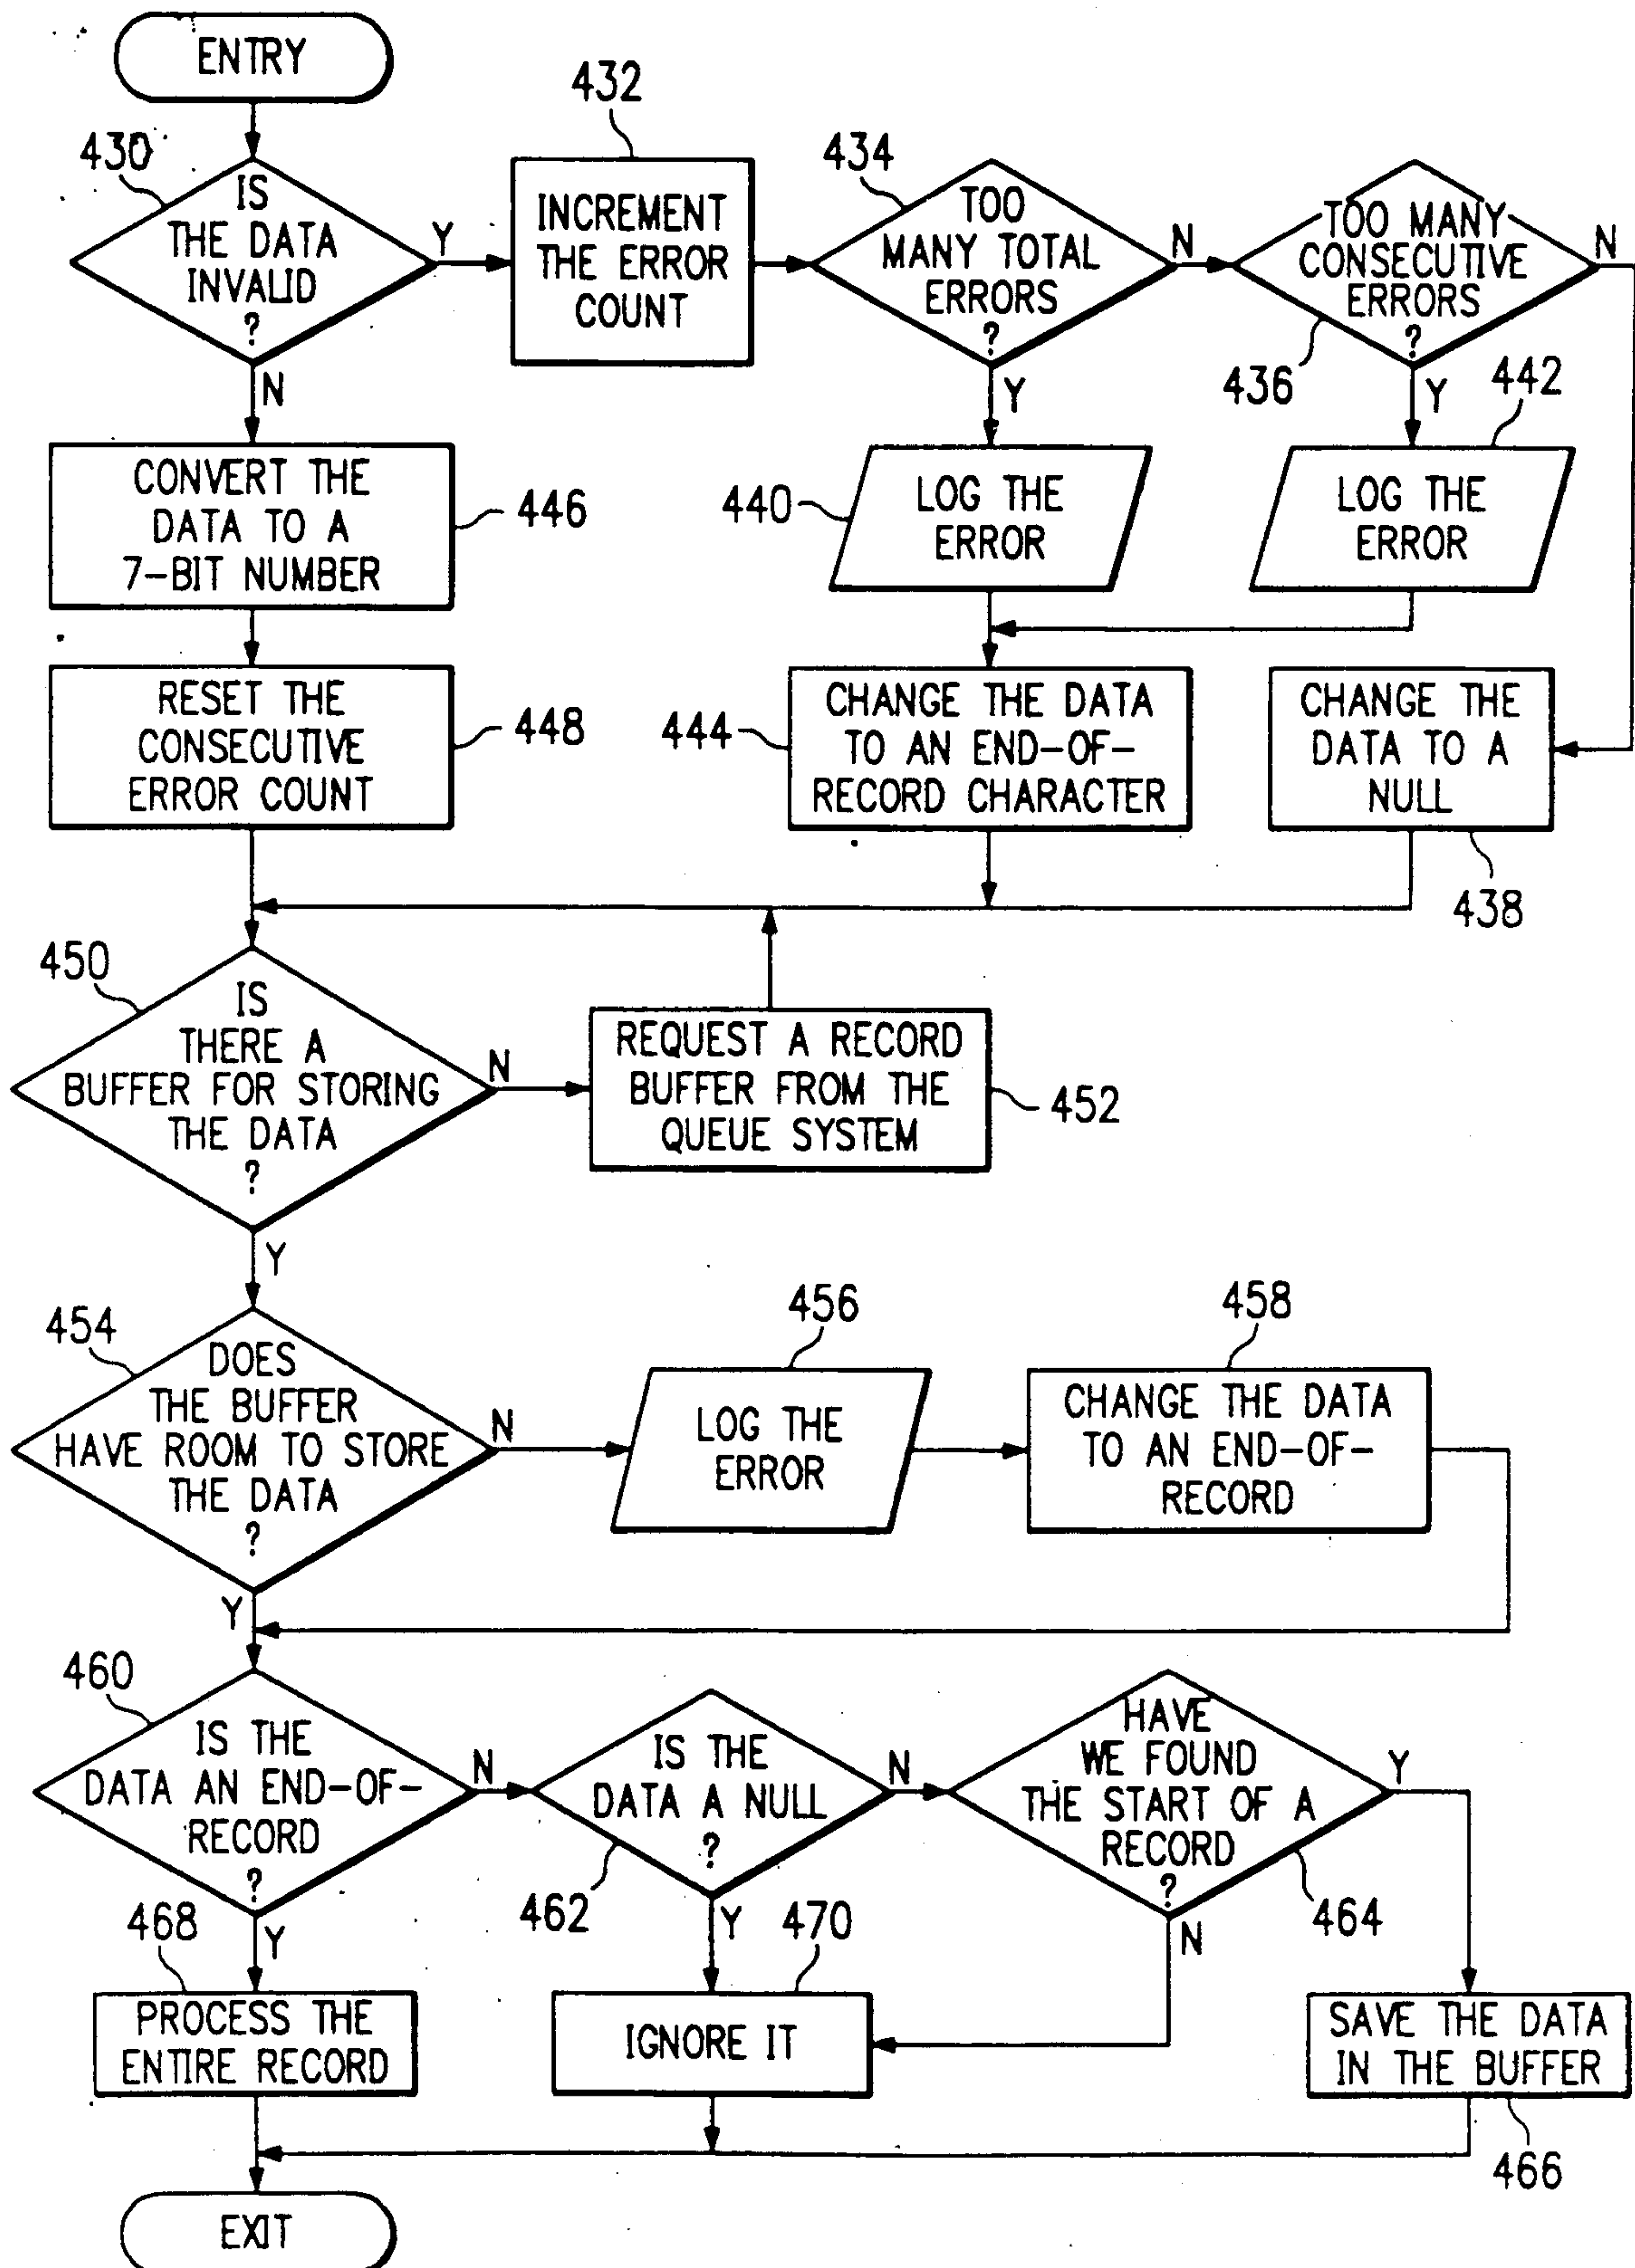 ENTRY
430
IS
THE DATA
INVALID
?
Y
N
432
INCREMENT
THE ERROR
COUNT
434
TOO
MANY TOTAL
ERRORS
?
N
Y
TOO MANY
CONSECUTIVE
ERRORS
?
N
436
Y
442
CONVERT THE
DATA TO A
7-BIT NUMBER
446
440
LOG THE
ERROR
LOG THE
ERROR
RESET THE
CONSECUTIVE
ERROR COUNT
448
444
CHANGE THE DATA
TO AN END-OF-
RECORD CHARACTER
CHANGE THE
DATA TO A
NULL
438
450
IS
THERE A
BUFFER FOR STORING
THE DATA
?
N
Y
REQUEST A RECORD
BUFFER FROM THE
QUEUE SYSTEM
452
454
DOES
THE BUFFER
HAVE ROOM TO STORE
THE DATA
?
N
Y
456
LOG THE
ERROR
458
CHANGE THE DATA
TO AN END-OF-
RECORD
460
IS THE
DATA AN END-OF-
RECORD
?
N
Y
IS THE
DATA A NULL
?
N
462
Y
HAVE
WE FOUND
THE START OF A
RECORD
?
Y
464
N
468
PROCESS THE
ENTIRE RECORD
470
IGNORE IT
SAVE THE DATA
IN THE BUFFER
466
EXIT